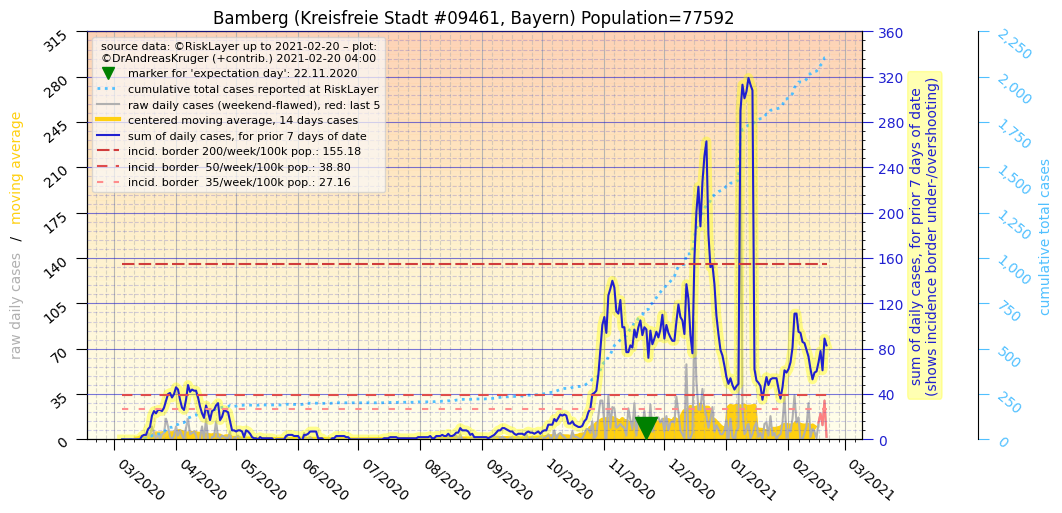 Bamberg (Kreisfreie Stadt #09461, Bayern) Population=77592
source data: ©RiskLayer up to 2021-02-20 – plot:
©DrAndreasKruger (+contrib.) 2021-02-20 04:00
marker for 'expectation day': 22.11.2020
cumulative total cases reported at RiskLayer
raw daily cases (weekend-flawed), red: last 5
centered moving average, 14 days cases
sum of daily cases, for prior 7 days of date
incid. border 200/week/100k pop.: 155.18
incid. border  50/week/100k pop.: 38.80
incid. border  35/week/100k pop.: 27.16
raw daily cases / moving average
315
280
245
210
175
140
105
70
35
0
03/2020
04/2020
05/2020
06/2020
07/2020
08/2020
09/2020
10/2020
11/2020
12/2020
01/2021
02/2021
03/2021
360
320
280
240
200
160
120
80
40
0
sum of daily cases, for prior 7 days of date
(shows incidence border under-/overshooting)
2,250
2,000
1,750
1,500
1,250
1,000
750
500
250
0
cumulative total cases